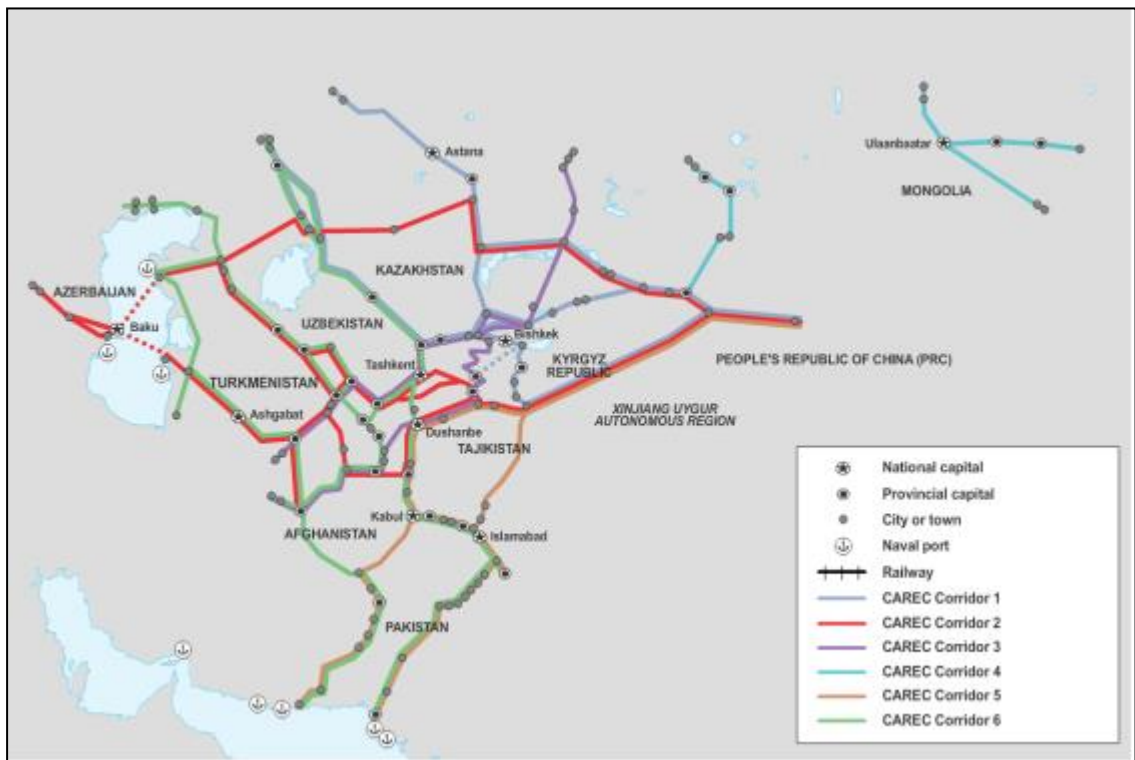 Astana
Ulaanbaatar
MONGOLIA
KAZAKHSTAN
AZERBAIJAN
Baku
UZBEKISTAN
Bishkek
KYRGYZ
REPUBLIC
PEOPLE'S REPUBLIC OF CHINA (PRC)
Tashkent
TURKMENISTAN
XINJIANG UYGUR
AUTONOMOUS REGION
Ashgabat
Dushanbe
TAJIKISTAN
Kabul
AFGHANISTAN
Islamabad
PAKISTAN
National capital
Provincial capital
City or town
Naval port
Railway
CAREC Corridor 1
CAREC Corridor 2
CAREC Corridor 3
CAREC Corridor 4
CAREC Corridor 5
CAREC Corridor 6